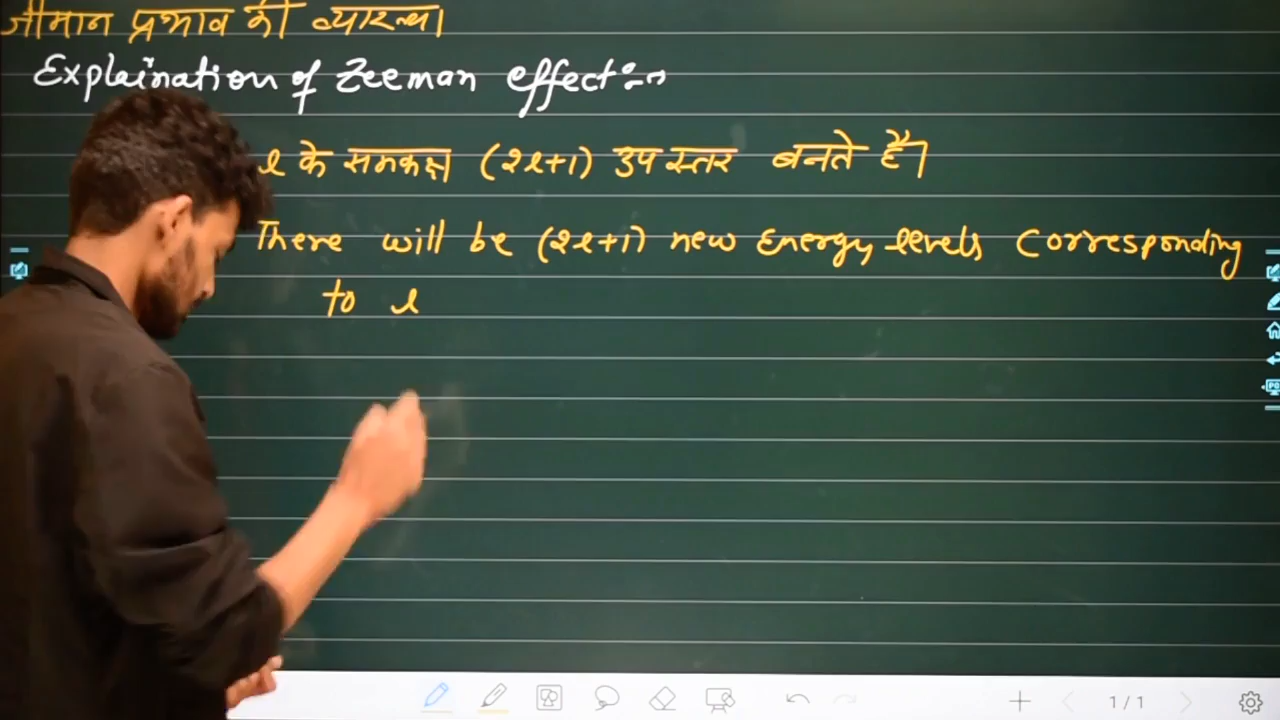 जीमान प्रभाव की व्याख्या
Explaination of Zeeman effect:-
l के समकक्ष (2l+1) उप स्तर बनते हैं।
There will be (2l+1) new Energy levels Corresponding
to l
1/1